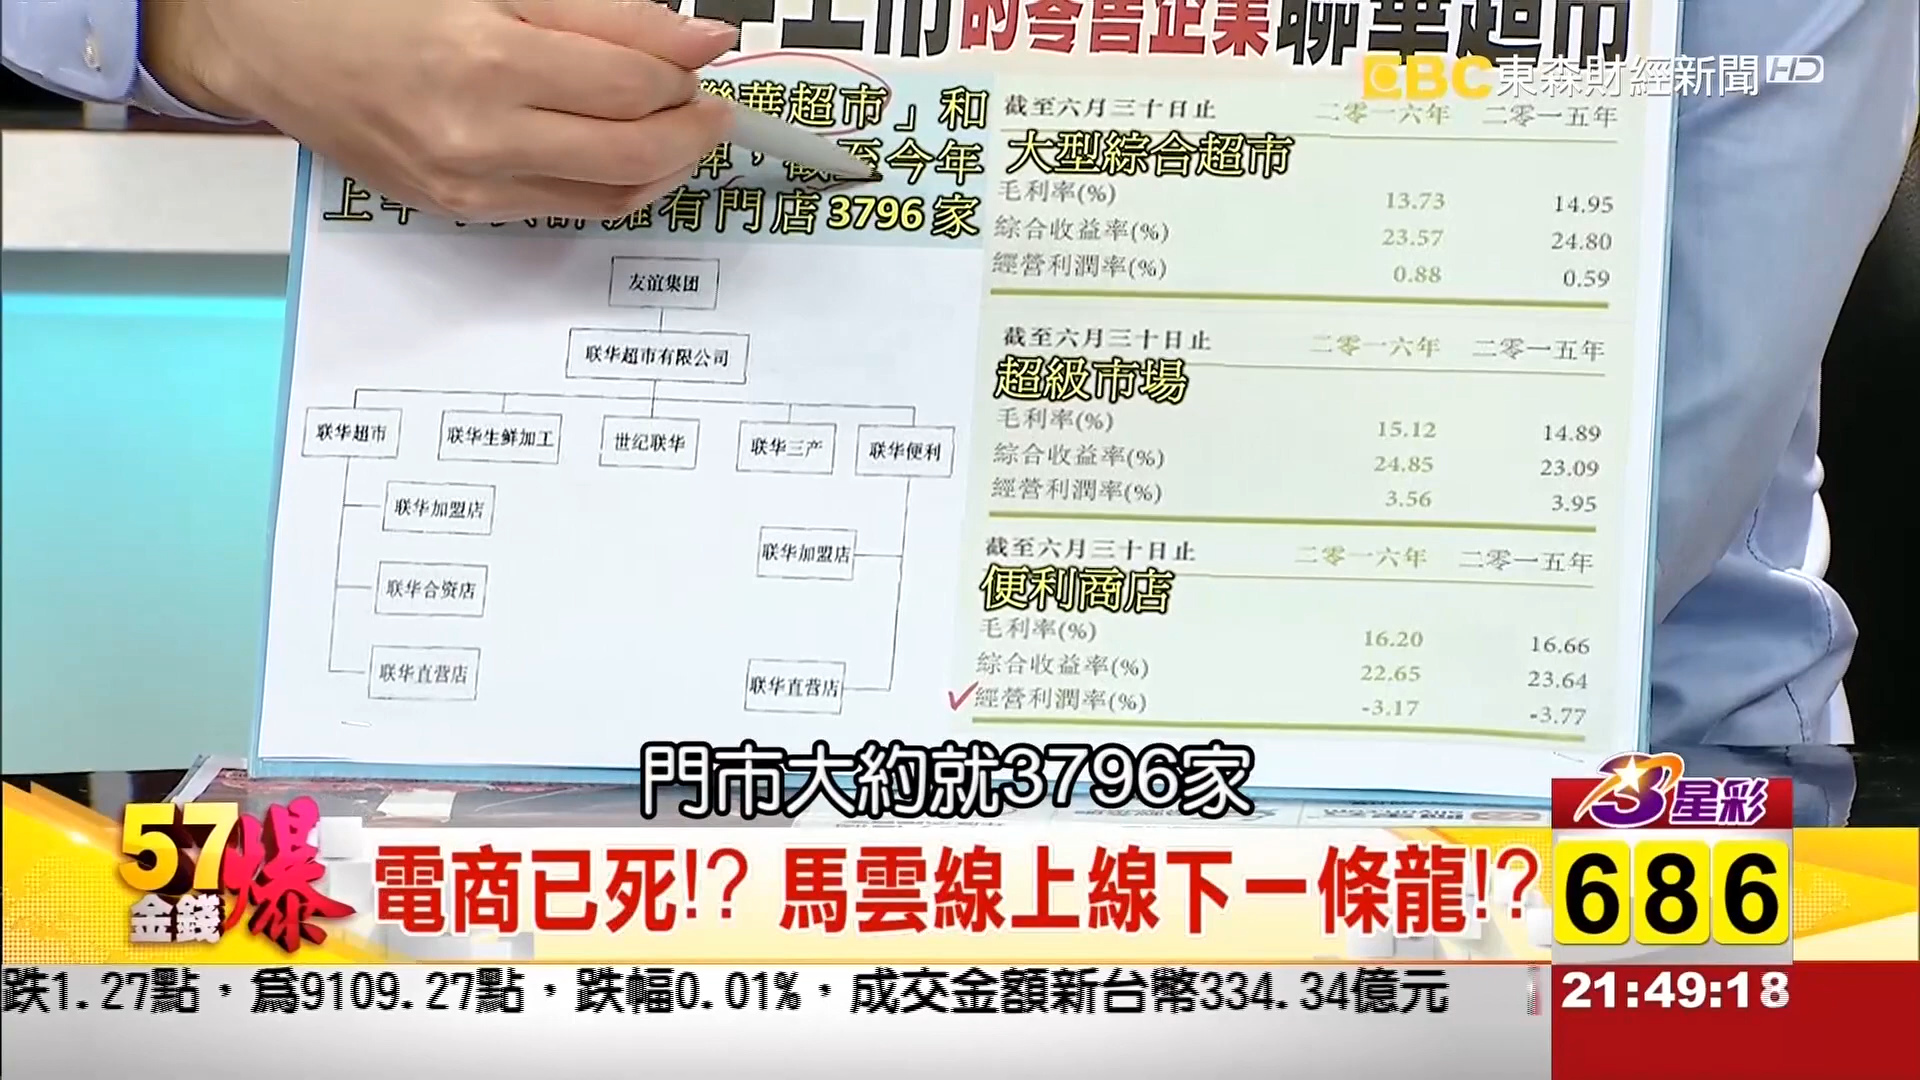 上市的零售企業聯華超市
EBC 東森財經新聞 HD
聯華超市」和
牌，截至今年
上半年 擁有門店3796家
友谊集团
联华超市有限公司
联华超市
联华生鲜加工
世纪联华
联华三产
联华便利
联华加盟店
联华合资店
联华直营店
联华加盟店
联华直营店
截至六月三十日止 二零一六年 二零一五年
大型綜合超市
毛利率(%) 13.73 14.95
綜合收益率(%) 23.57 24.80
經營利潤率(%) 0.88 0.59
截至六月三十日止 二零一六年 二零一五年
超級市場
毛利率(%) 15.12 14.89
綜合收益率(%) 24.85 23.09
經營利潤率(%) 3.56 3.95
截至六月三十日止 二零一六年 二零一五年
便利商店
毛利率(%) 16.20 16.66
綜合收益率(%) 22.65 23.64
經營利潤率(%) -3.17 -3.77
門市大約就3796家
57金錢爆
電商已死!? 馬雲線上線下一條龍!?
3星彩
686
跌1.27點，為9109.27點，跌幅0.01%，成交金額新台幣334.34億元
21:49:18